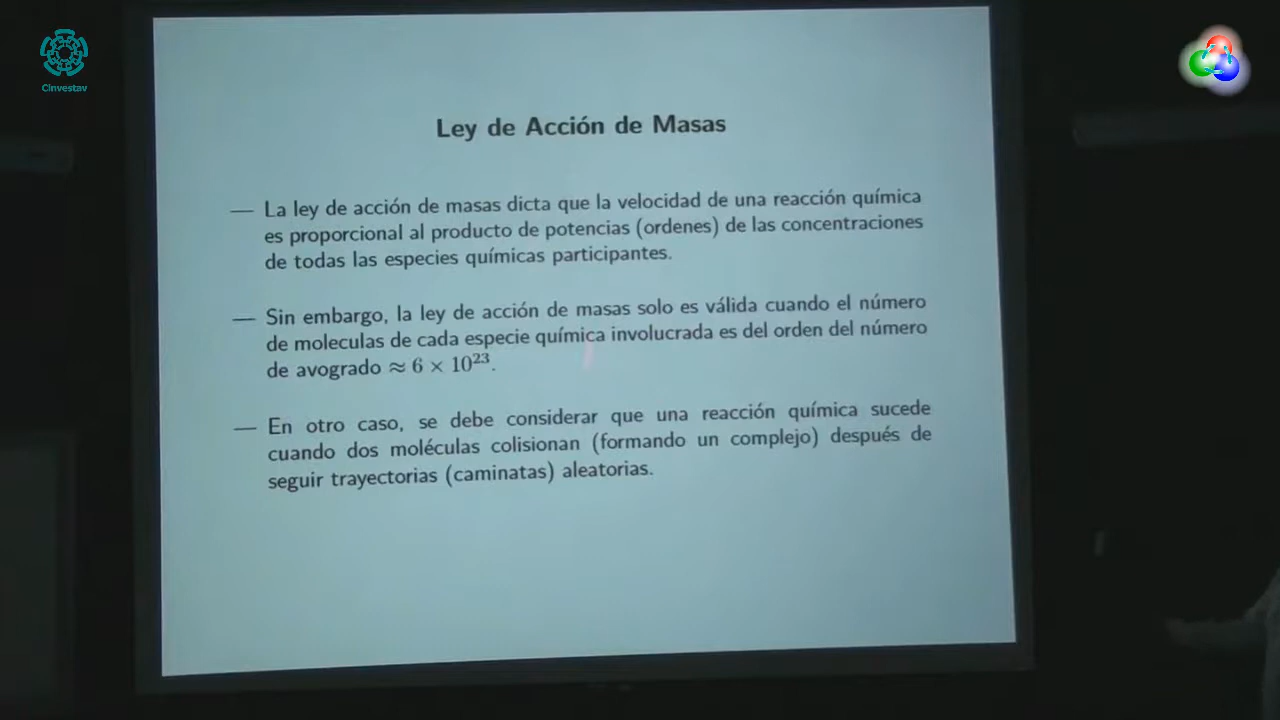 Cinvestav
Ley de Acción de Masas
— La ley de acción de masas dicta que la velocidad de una reacción química
es proporcional al producto de potencias (ordenes) de las concentraciones
de todas las especies químicas participantes.
— Sin embargo, la ley de acción de masas solo es válida cuando el número
de moleculas de cada especie química involucrada es del orden del número
de avogrado ≈ 6 × 10²³.
— En otro caso, se debe considerar que una reacción química sucede
cuando dos moléculas colisionan (formando un complejo) después de
seguir trayectorias (caminatas) aleatorias.